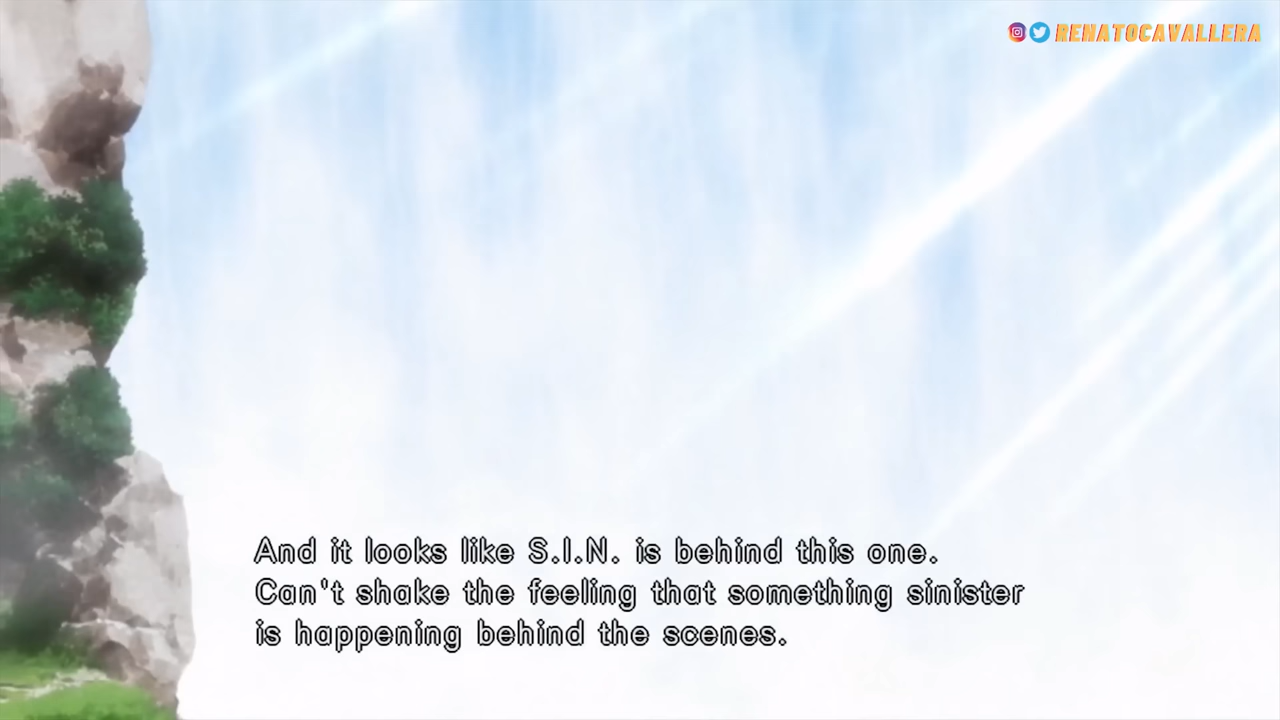 RENATOCAVALLERA
And it looks like S.I.N. is behind this one.
Can't shake the feeling that something sinister
is happening behind the scenes.